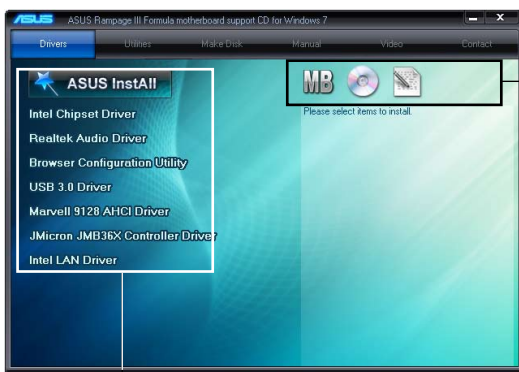 ASUS ASUS Rampage III Formula motherboard support CD for Windows 7
Drivers Utilities Make Disk Manual Video Contact
ASUS InstAll
MB
Please select items to install.
Intel Chipset Driver
Realtek Audio Driver
Browser Configuration Utility
USB 3.0 Driver
Marvell 9128 AHCI Driver
JMicron JMB36X Controller Driver
Intel LAN Driver